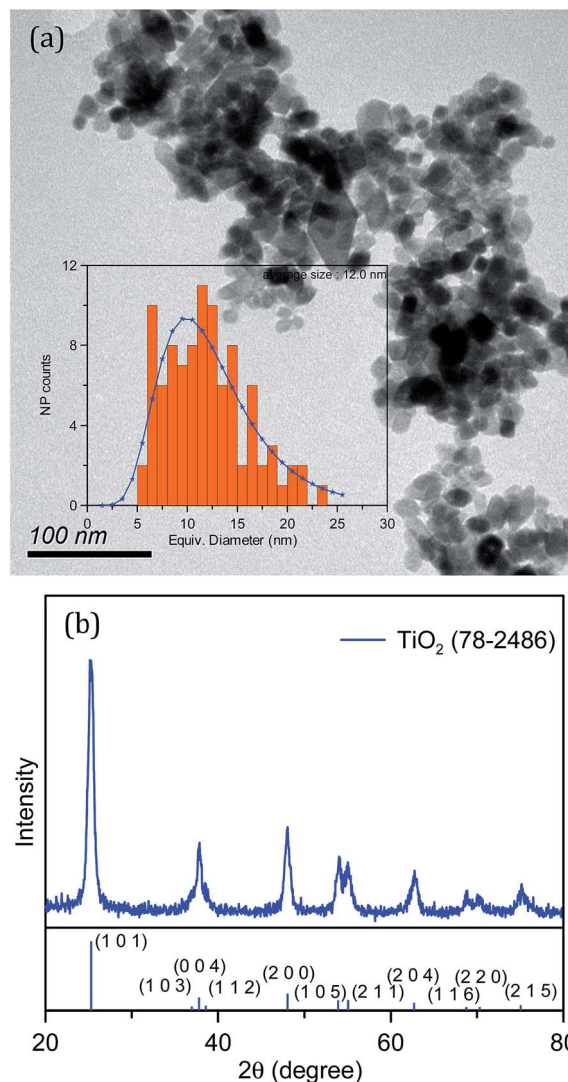 (a)
average size : 12.0 nm
12
8
4
0
NP counts
0 5 10 15 20 25 30
Equiv. Diameter (nm)
100 nm
(b)
TiO₂ (78-2486)
Intensity
(1 0 1)
(1 0 3)
(0 0 4)
(1 1 2)
(2 0 0)
(1 0 5)
(2 1 1)
(2 0 4)
(1 1 6)
(2 2 0)
(2 1 5)
20 40 60 80
2θ (degree)